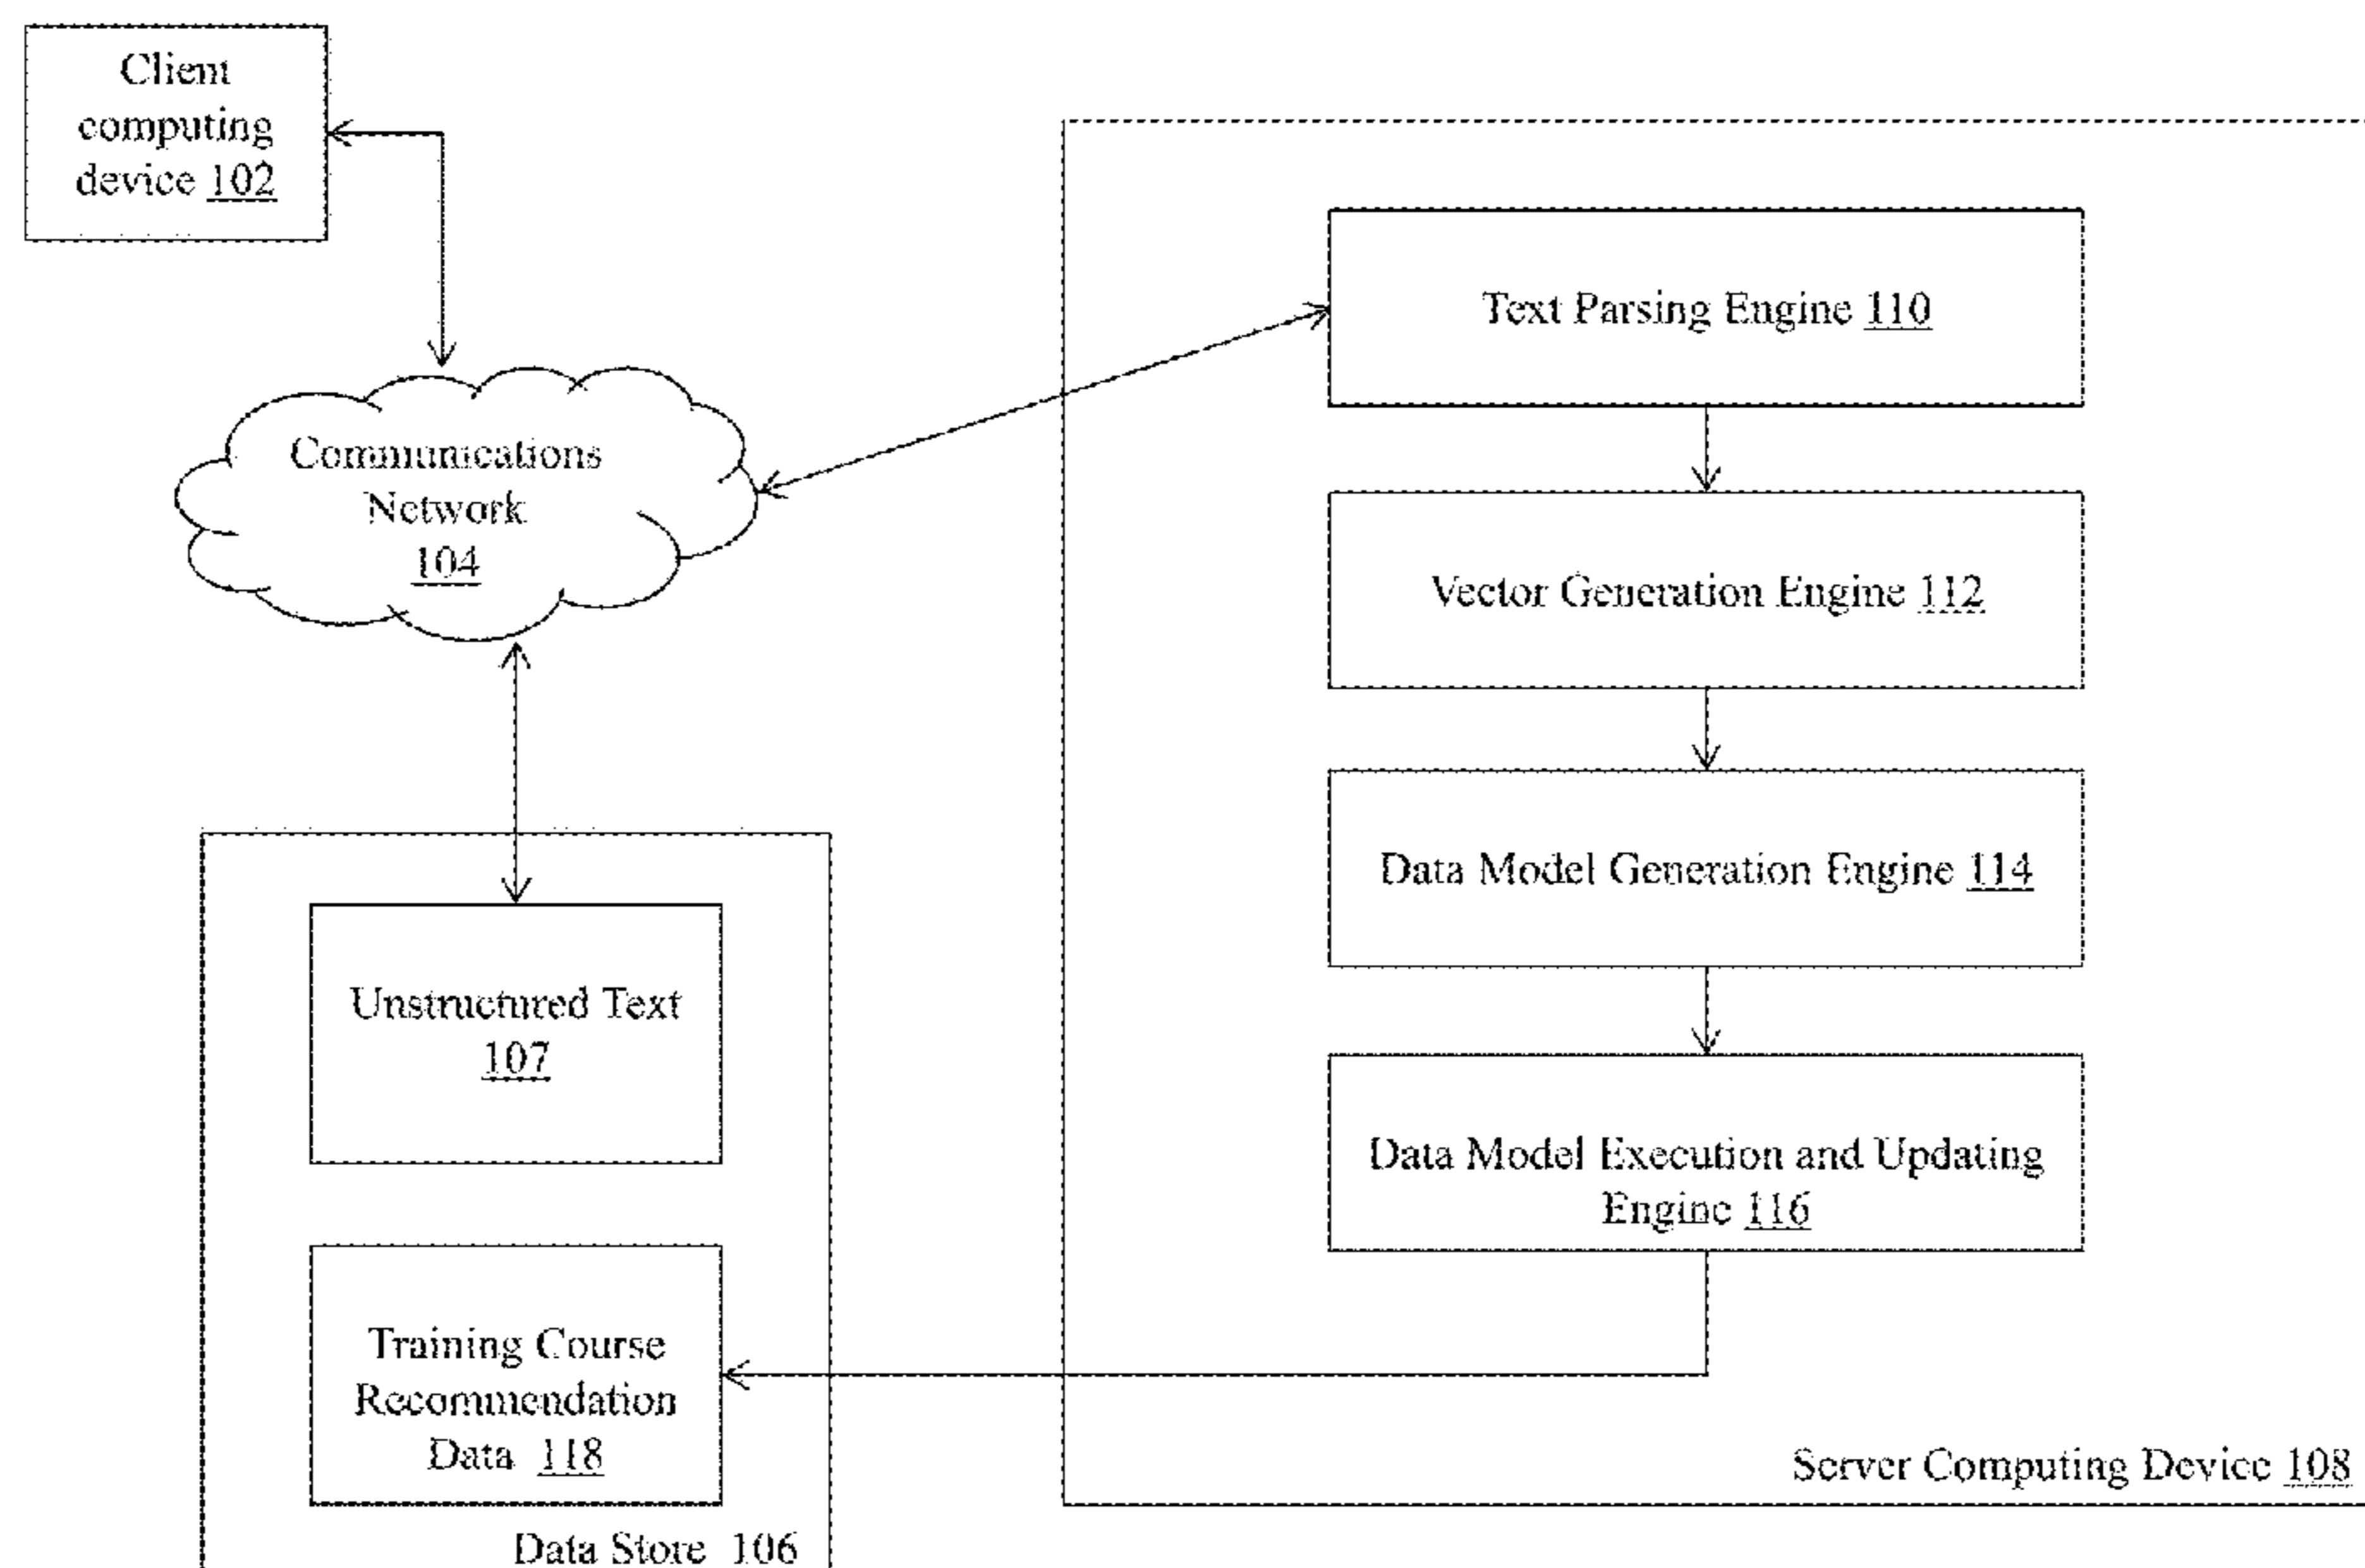 Client
computing
device 102
Communications
Network
104
Unstructured Text
107
Training Course
Recommendation
Data 118
Data Store 106
Text Parsing Engine 110
Vector Generation Engine 112
Data Model Generation Engine 114
Data Model Execution and Updating
Engine 116
Server Computing Device 108